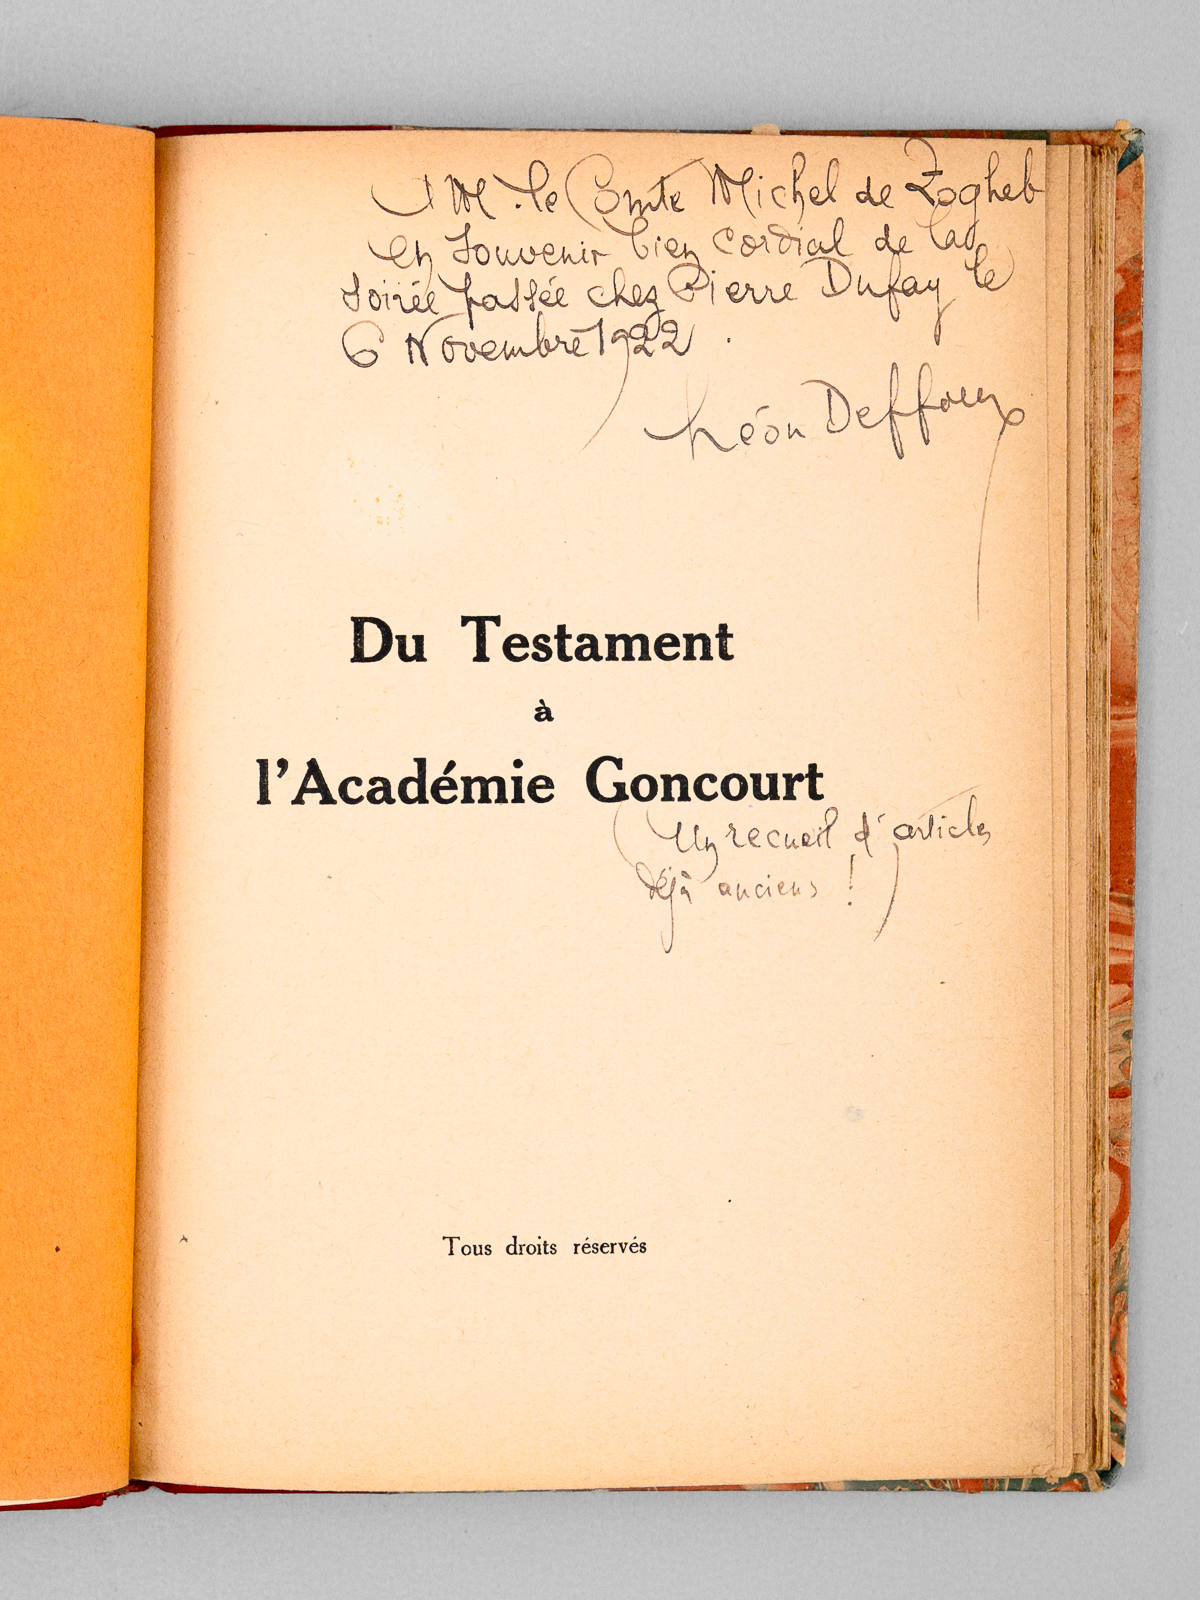 A M. le Comte Michel de Zogheb
en souvenir bien cordial de la
soirée passée chez Pierre Dufay le
6 Novembre 1922.
Léon Deffoux
Du Testament
à
l'Académie Goncourt
(Un recueil d'articles
déjà anciens !)
Tous droits réservés